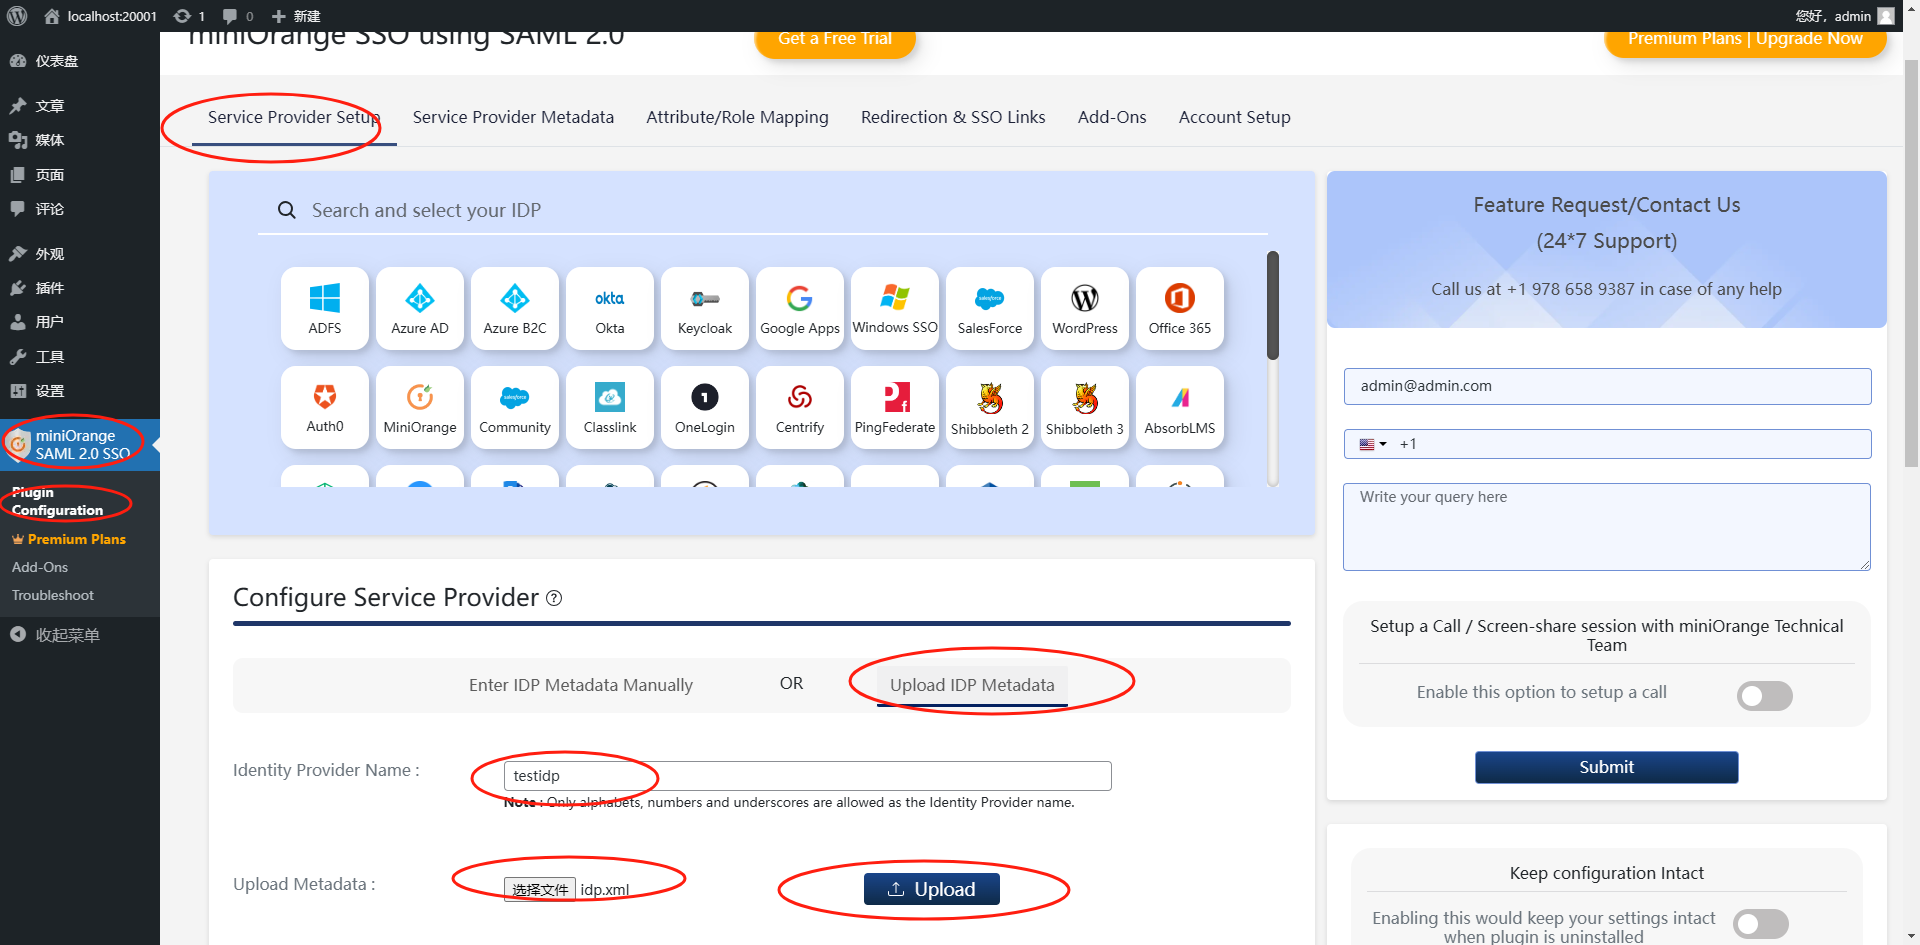 localhost:20001
1
0
新建
您好，admin
仪表盘
文章
媒体
页面
评论
外观
插件
用户
工具
设置
miniOrange
SAML 2.0 SSO
Plugin
Configuration
Premium Plans
Add-Ons
Troubleshoot
收起菜单
miniOrange SSO using SAML 2.0
Get a Free Trial
Premium Plans | Upgrade Now
Service Provider Setup
Service Provider Metadata
Attribute/Role Mapping
Redirection & SSO Links
Add-Ons
Account Setup
Search and select your IDP
ADFS
Azure AD
Azure B2C
okta
Okta
Keycloak
Google Apps
Windows SSO
salesforce
SalesForce
WordPress
Office 365
Auth0
MiniOrange
salesforce
Community
Classlink
1
OneLogin
Centrify
PingFederate
Shibboleth 2
Shibboleth 3
AbsorbLMS
Configure Service Provider
Enter IDP Metadata Manually
OR
Upload IDP Metadata
Identity Provider Name :
testidp
Note : Only alphabets, numbers and underscores are allowed as the Identity Provider name.
Upload Metadata :
选择文件 idp.xml
Upload
Feature Request/Contact Us
(24*7 Support)
Call us at +1 978 658 9387 in case of any help
admin@admin.com
+1
Write your query here
Setup a Call / Screen-share session with miniOrange Technical
Team
Enable this option to setup a call
Submit
Keep configuration Intact
Enabling this would keep your settings intact
when plugin is uninstalled